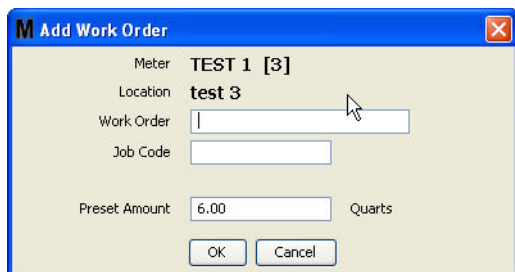 M Add Work Order
Meter TEST 1 [3]
Location test 3
Work Order
Job Code
Preset Amount 6.00 Quarts
OK Cancel